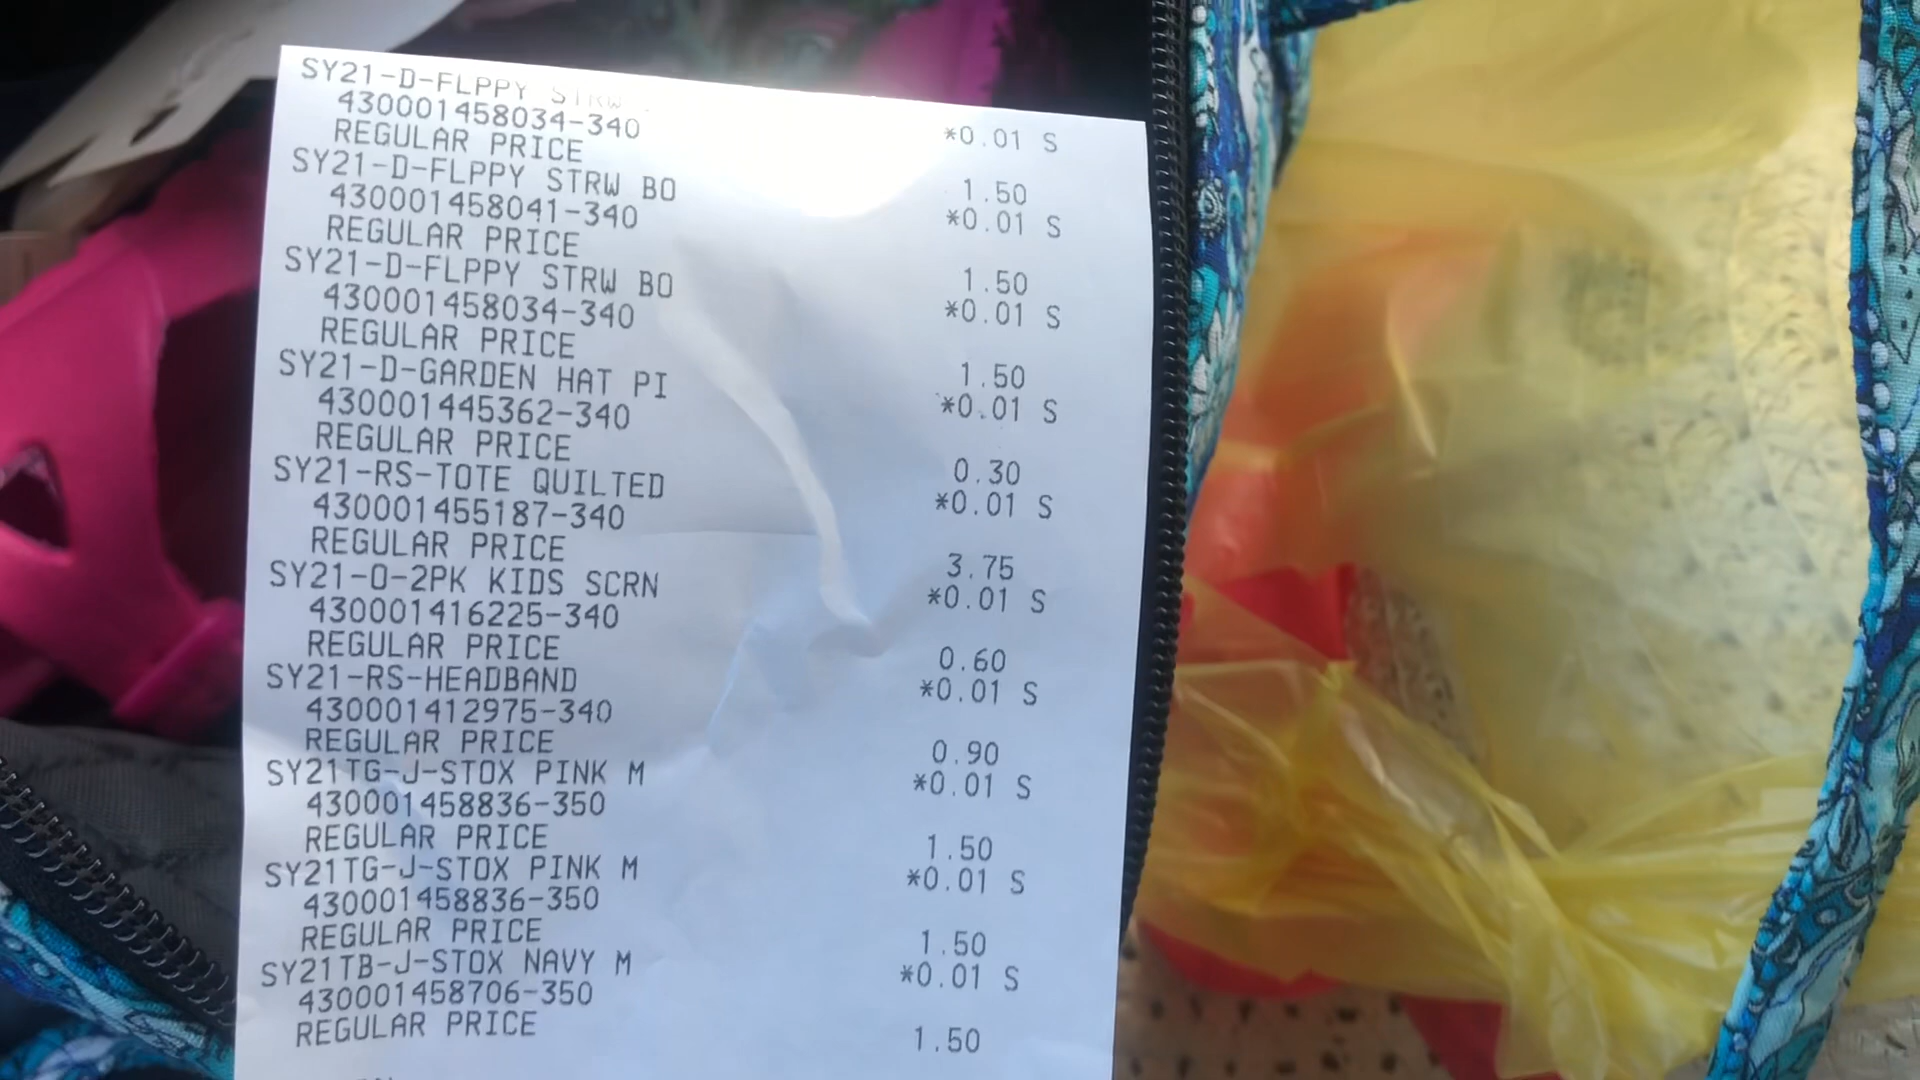 SY21-D-FLPPY STRW
430001458034-340 *0.01 S
REGULAR PRICE 1.50
SY21-D-FLPPY STRW BO
430001458041-340 *0.01 S
REGULAR PRICE 1.50
SY21-D-FLPPY STRW BO
430001458034-340 *0.01 S
REGULAR PRICE 1.50
SY21-D-GARDEN HAT PI
430001445362-340 *0.01 S
REGULAR PRICE 0.30
SY21-RS-TOTE QUILTED
430001455187-340 *0.01 S
REGULAR PRICE 3.75
SY21-O-2PK KIDS SCRN
430001416225-340 *0.01 S
REGULAR PRICE 0.60
SY21-RS-HEADBAND
430001412975-340 *0.01 S
REGULAR PRICE 0.90
SY21TG-J-STOX PINK M
430001458836-350 *0.01 S
REGULAR PRICE 1.50
SY21TG-J-STOX PINK M
430001458836-350 *0.01 S
REGULAR PRICE 1.50
SY21TB-J-STOX NAVY M
430001458706-350 *0.01 S
REGULAR PRICE 1.50